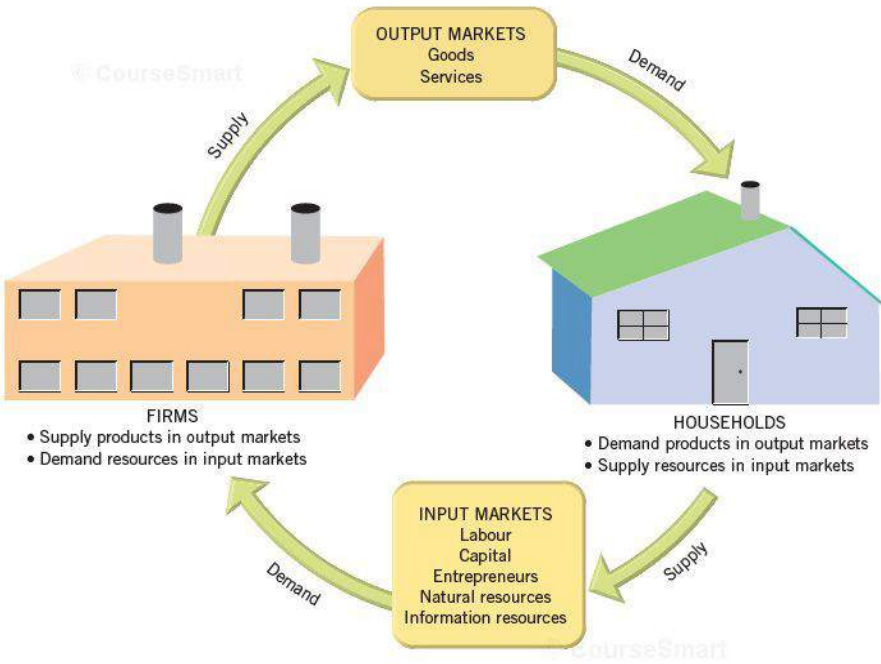 OUTPUT MARKETS
Goods
Services
© CourseSmart
Demand
Supply
FIRMS
• Supply products in output markets
• Demand resources in input markets
HOUSEHOLDS
• Demand products in output markets
• Supply resources in input markets
INPUT MARKETS
Labour
Capital
Entrepreneurs
Natural resources
Information resources
Demand
Supply
© CourseSmart